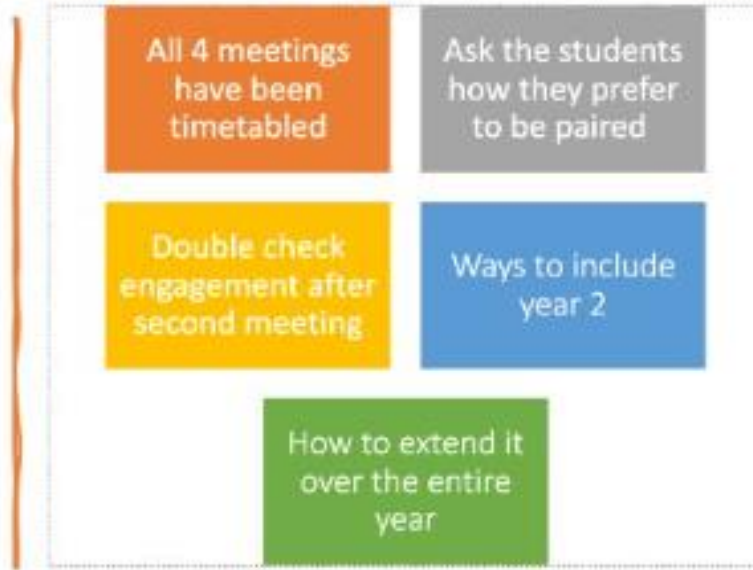 All 4 meetings
have been
timetabled
Ask the students
how they prefer
to be paired
Double check
engagement after
second meeting
Ways to include
year 2
How to extend it
over the entire
year